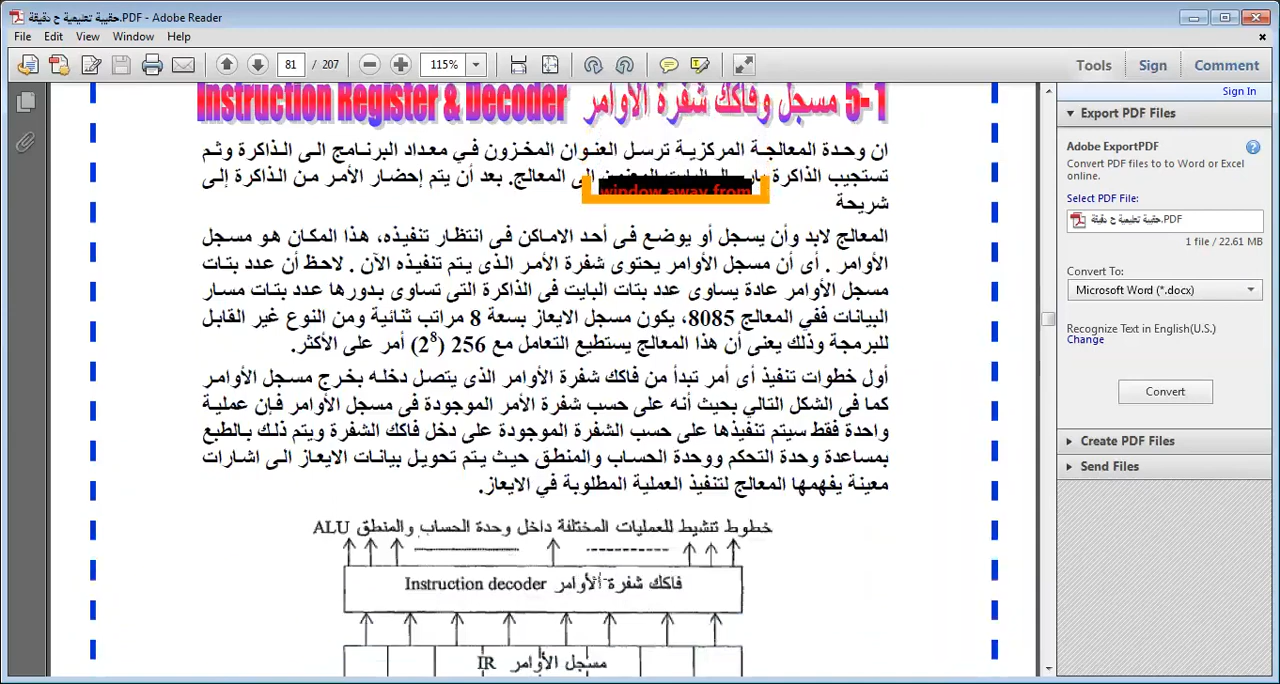 حقيبة تعليمية ح دقيقة.PDF - Adobe Reader
File Edit View Window Help
81 / 207 115% Tools Sign Comment
5-1 مسجل وفاكك شفرة الاوامر Instruction Register & Decoder
ان وحدة المعالجة المركزية ترسل العنوان المخزون في معداد البرنامج الى الذاكرة وثم
تستجيب الذاكرة الى المعالج. بعد أن يتم إحضار الأمر من الذاكرة إلى
window away from
شريحة
المعالج لابد وأن يسجل أو يوضع فى أحد الاماكن فى انتظار تنفيذه، هذا المكان هو مسجل
الأوامر . أى أن مسجل الأوامر يحتوى شفرة الأمر الذى يتم تنفيذه الآن . لاحظ أن عدد بتات
مسجل الأوامر عادة يساوى عدد بتات البايت فى الذاكرة التى تساوى بدورها عدد بتات مسار
البيانات ففي المعالج 8085، يكون مسجل الايعاز بسعة 8 مراتب ثنائية ومن النوع غير القابل
للبرمجة وذلك يعنى أن هذا المعالج يستطيع التعامل مع 256 (2⁸) أمر على الأكثر.
أول خطوات تنفيذ أى أمر تبدأ من فاكك شفرة الأوامر الذى يتصل دخله بخرج مسجل الأوامر
كما فى الشكل التالي بحيث أنه على حسب شفرة الأمر الموجودة فى مسجل الأوامر فإن عملية
واحدة فقط سيتم تنفيذها على حسب الشفرة الموجودة على دخل فاكك الشفرة ويتم ذلك بالطبع
بمساعدة وحدة التحكم ووحدة الحساب والمنطق حيث يتم تحويل بيانات الايعاز الى اشارات
معينة يفهمها المعالج لتنفيذ العملية المطلوبة في الايعاز.
خطوط تنشيط للعمليات المختلفة داخل وحدة الحساب والمنطق ALU
فاكك شفرة الأوامر Instruction decoder
مسجل الأوامر IR
Sign In
Export PDF Files
Adobe ExportPDF
Convert PDF files to to Word or Excel
online.
Select PDF File:
حقيبة تعليمية ح دقيقة.PDF
1 file / 22.61 MB
Convert To:
Microsoft Word (*.docx)
Recognize Text in English(U.S.)
Change
Convert
Create PDF Files
Send Files